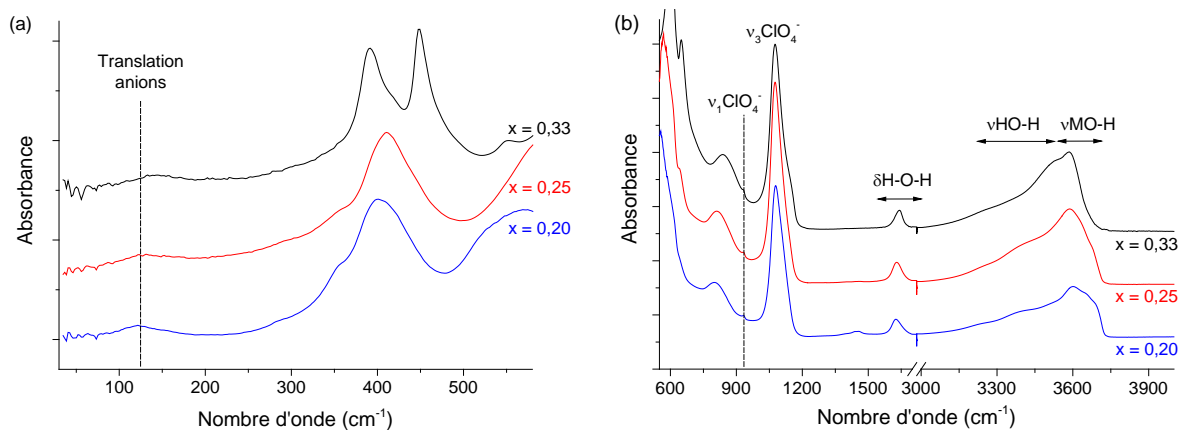 (a)
Translation
anions
x = 0,33
x = 0,25
x = 0,20
Absorbance
100 200 300 400 500
Nombre d'onde (cm⁻¹)
(b)
ν₃ClO₄⁻
ν₁ClO₄⁻
νHO-H νMO-H
δH-O-H
x = 0,33
x = 0,25
x = 0,20
Absorbance
600 900 1200 1500 3000 3300 3600 3900
Nombre d'onde (cm⁻¹)